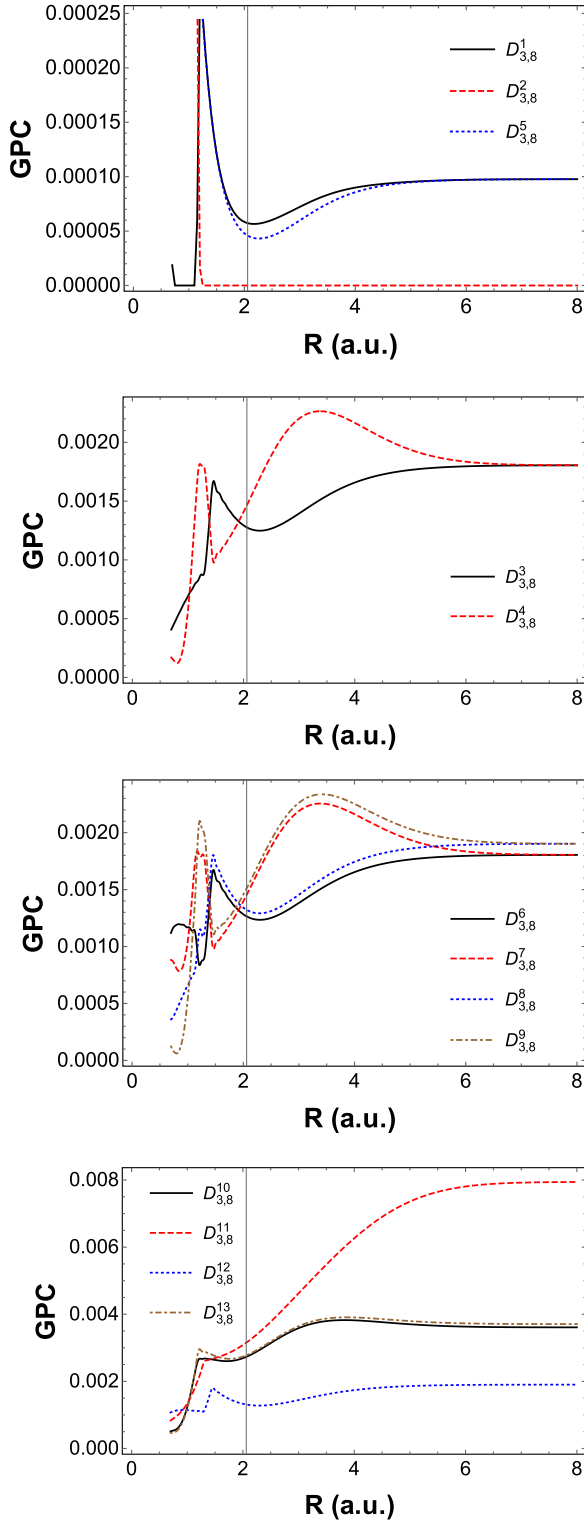 0.00025
0.00020
0.00015
0.00010
0.00005
0.00000
GPC
D^1_{3,8}
D^2_{3,8}
D^5_{3,8}
0 2 4 6 8
R (a.u.)
0.0020
0.0015
0.0010
0.0005
0.0000
GPC
D^3_{3,8}
D^4_{3,8}
0 2 4 6 8
R (a.u.)
0.0020
0.0015
0.0010
0.0005
0.0000
GPC
D^6_{3,8}
D^7_{3,8}
D^8_{3,8}
D^9_{3,8}
0 2 4 6 8
R (a.u.)
0.008
0.006
0.004
0.002
0.000
GPC
D^{10}_{3,8}
D^{11}_{3,8}
D^{12}_{3,8}
D^{13}_{3,8}
0 2 4 6 8
R (a.u.)